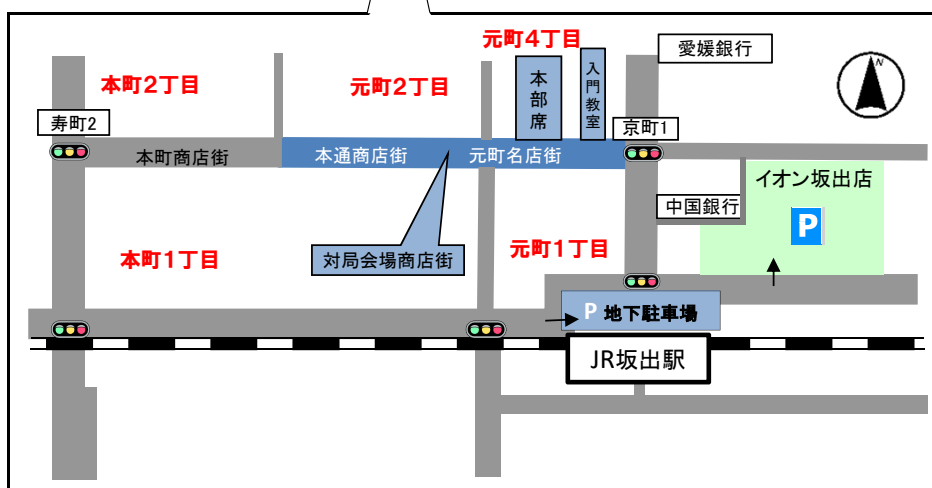 元町4丁目
愛媛銀行
N
本町2丁目
元町2丁目
本部席
入門教室
寿町2
京町1
本町商店街
本通商店街
元町名店街
イオン坂出店
中国銀行
P
本町1丁目
対局会場商店街
元町1丁目
P 地下駐車場
JR坂出駅